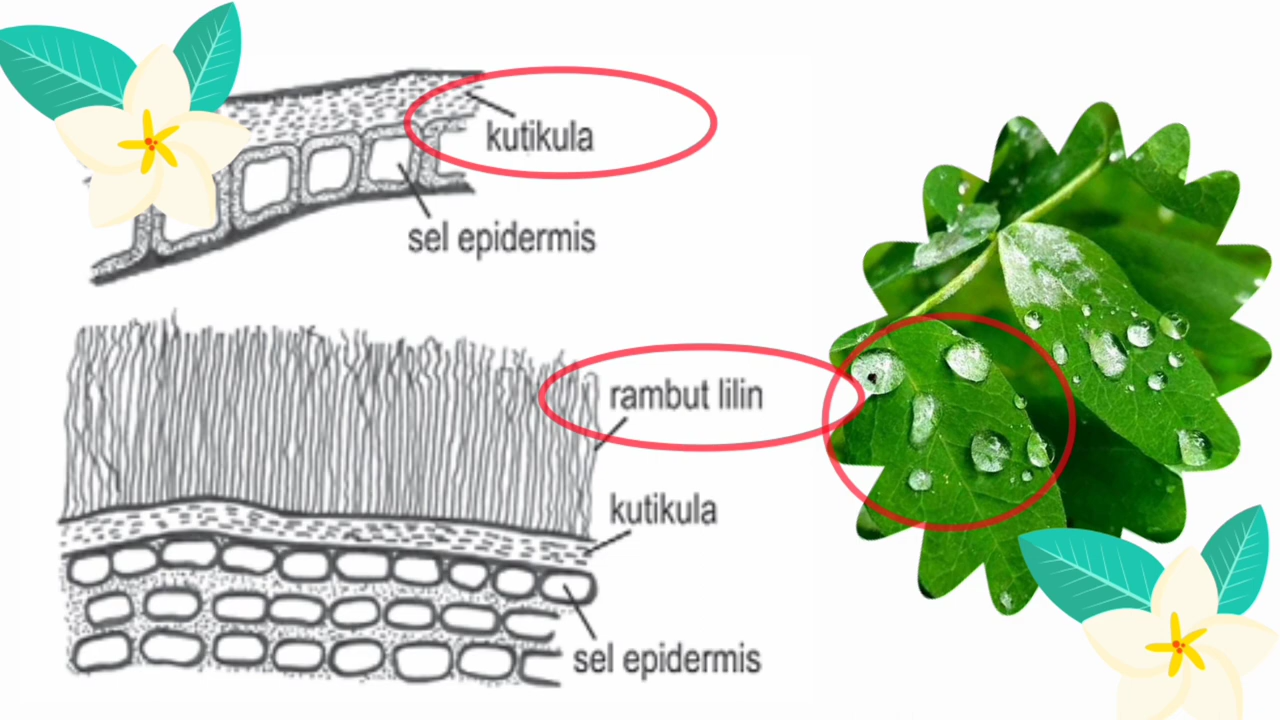 kutikula
sel epidermis
rambut lilin
kutikula
sel epidermis